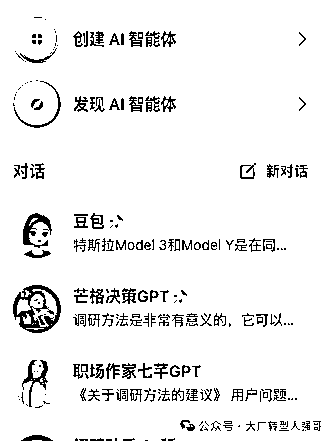 创建 AI 智能体
发现 AI 智能体
对话 新对话
豆包
特斯拉Model 3和Model Y是在同...
芒格决策GPT
调研方法是非常有意义的，它可以...
职场作家七芊GPT
《关于调研方法的建议》 用户问题...
公众号 · 大厂转型人强哥